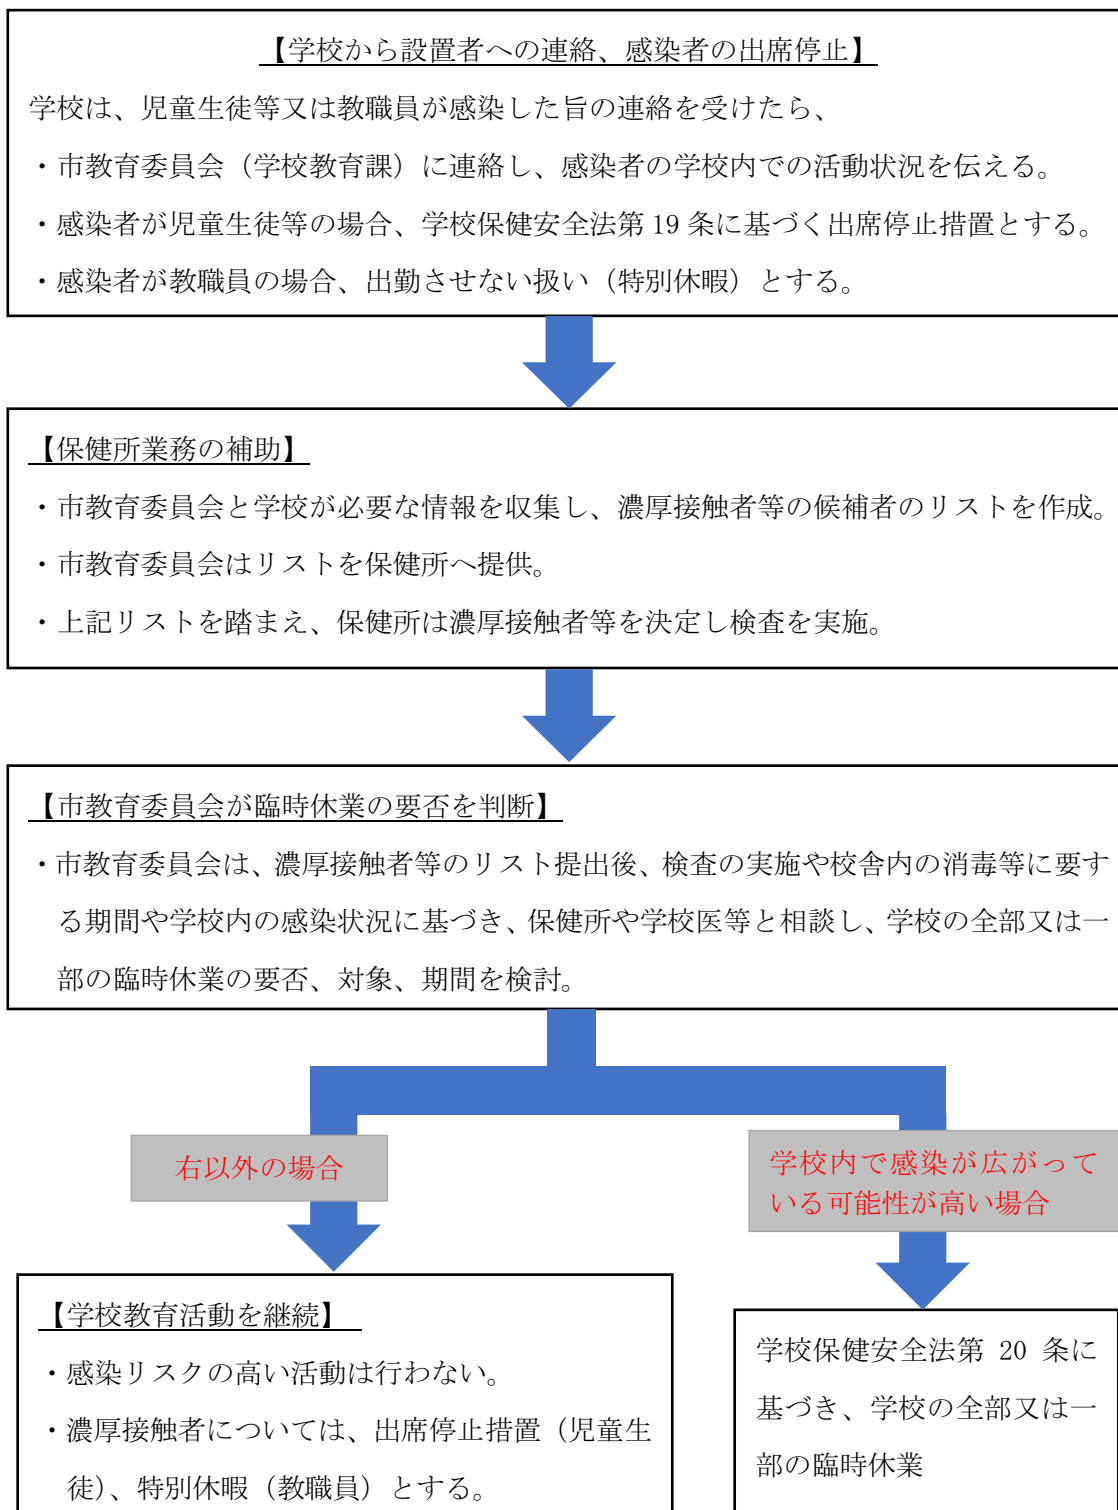 【学校から設置者への連絡、感染者の出席停止】
学校は、児童生徒等又は教職員が感染した旨の連絡を受けたら、
・市教育委員会（学校教育課）に連絡し、感染者の学校内での活動状況を伝える。
・感染者が児童生徒等の場合、学校保健安全法第 19 条に基づく出席停止措置とする。
・感染者が教職員の場合、出勤させない扱い（特別休暇）とする。
【保健所業務の補助】
・市教育委員会と学校が必要な情報を収集し、濃厚接触者等の候補者のリストを作成。
・市教育委員会はリストを保健所へ提供。
・上記リストを踏まえ、保健所は濃厚接触者等を決定し検査を実施。
【市教育委員会が臨時休業の要否を判断】
・市教育委員会は、濃厚接触者等のリスト提出後、検査の実施や校舎内の消毒等に要す
る期間や学校内の感染状況に基づき、保健所や学校医等と相談し、学校の全部又は一
部の臨時休業の要否、対象、期間を検討。
右以外の場合
学校内で感染が広がって
いる可能性が高い場合
【学校教育活動を継続】
・感染リスクの高い活動は行わない。
・濃厚接触者については、出席停止措置（児童生
徒）、特別休暇（教職員）とする。
学校保健安全法第 20 条に
基づき、学校の全部又は一
部の臨時休業